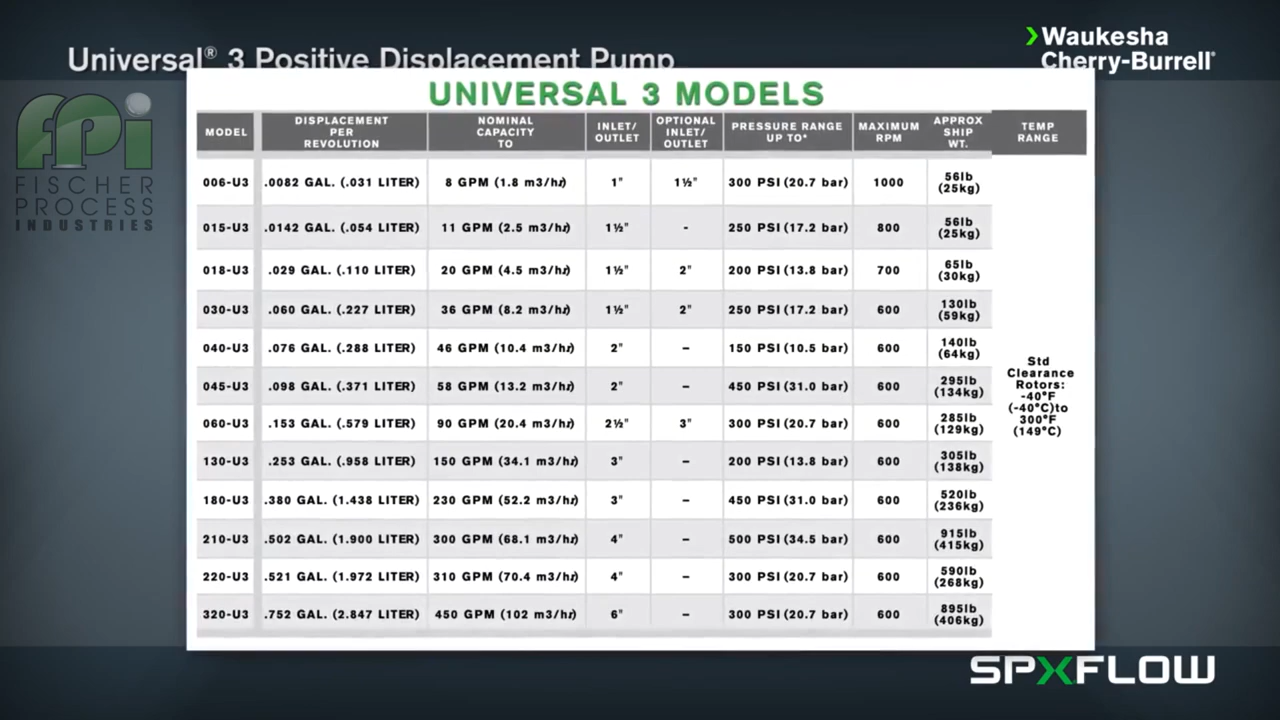 Universal® 3 Positive Displacement Pump
Waukesha
Cherry-Burrell®
fpi
FISCHER
PROCESS
INDUSTRIES
UNIVERSAL 3 MODELS
MODEL DISPLACEMENT PER REVOLUTION NOMINAL CAPACITY TO INLET/ OUTLET OPTIONAL INLET/ OUTLET PRESSURE RANGE UP TO* MAXIMUM RPM APPROX SHIP WT. TEMP RANGE
006-U3 .0082 GAL. (.031 LITER) 8 GPM (1.8 m3/hr) 1" 1½" 300 PSI (20.7 bar) 1000 56lb (25kg)
015-U3 .0142 GAL. (.054 LITER) 11 GPM (2.5 m3/hr) 1½" - 250 PSI (17.2 bar) 800 56lb (25kg)
018-U3 .029 GAL. (.110 LITER) 20 GPM (4.5 m3/hr) 1½" 2" 200 PSI (13.8 bar) 700 65lb (30kg)
030-U3 .060 GAL. (.227 LITER) 36 GPM (8.2 m3/hr) 1½" 2" 250 PSI (17.2 bar) 600 130lb (59kg)
040-U3 .076 GAL. (.288 LITER) 46 GPM (10.4 m3/hr) 2" – 150 PSI (10.5 bar) 600 140lb (64kg)
045-U3 .098 GAL. (.371 LITER) 58 GPM (13.2 m3/hr) 2" – 450 PSI (31.0 bar) 600 295lb (134kg)
060-U3 .153 GAL. (.579 LITER) 90 GPM (20.4 m3/hr) 2½" 3" 300 PSI (20.7 bar) 600 285lb (129kg)
130-U3 .253 GAL. (.958 LITER) 150 GPM (34.1 m3/hr) 3" – 200 PSI (13.8 bar) 600 305lb (138kg)
180-U3 .380 GAL. (1.438 LITER) 230 GPM (52.2 m3/hr) 3" – 450 PSI (31.0 bar) 600 520lb (236kg)
210-U3 .502 GAL. (1.900 LITER) 300 GPM (68.1 m3/hr) 4" – 500 PSI (34.5 bar) 600 915lb (415kg)
220-U3 .521 GAL. (1.972 LITER) 310 GPM (70.4 m3/hr) 4" – 300 PSI (20.7 bar) 600 590lb (268kg)
320-U3 .752 GAL. (2.847 LITER) 450 GPM (102 m3/hr) 6" – 300 PSI (20.7 bar) 600 895lb (406kg)
Std
Clearance
Rotors:
-40°F
(-40°C)to
300°F
(149°C)
SPXFLOW